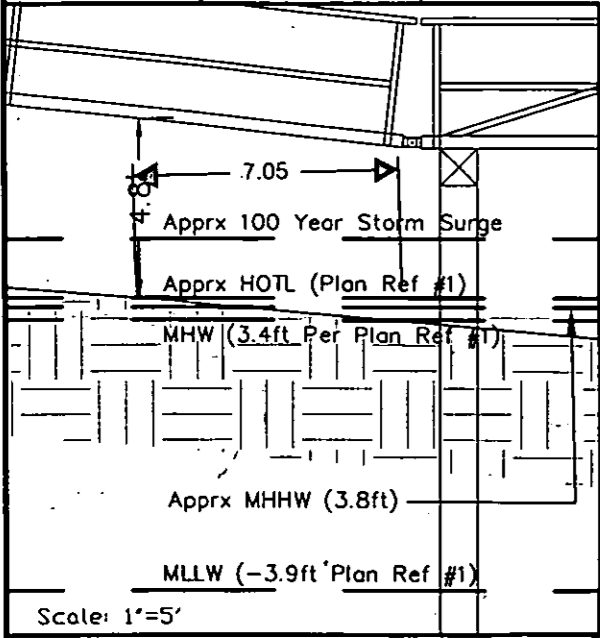 7.05
4.81
Apprx 100 Year Storm Surge
Apprx HOTL (Plan Ref #1)
MHW (3.4ft Per Plan Ref #1)
Apprx MHHW (3.8ft)
MLLW (-3.9ft Plan Ref #1)
Scale: 1"=5'